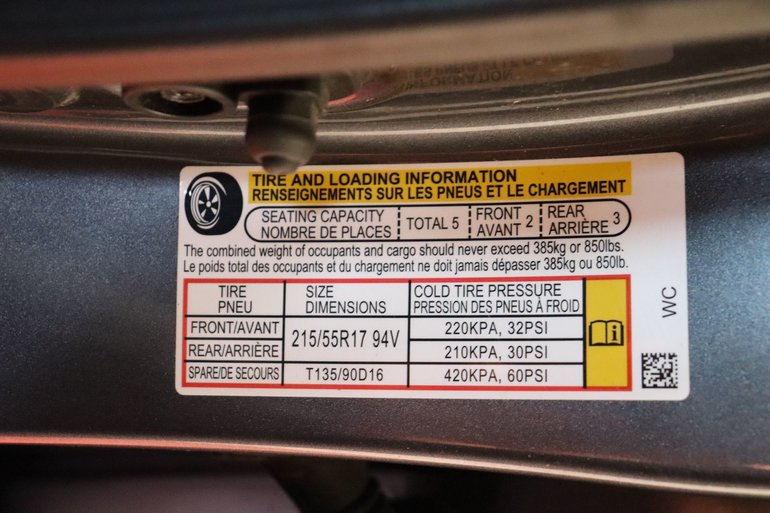 TIRE AND LOADING INFORMATION
RENSEIGNEMENTS SUR LES PNEUS ET LE CHARGEMENT
SEATING CAPACITY
NOMBRE DE PLACES
TOTAL 5
FRONT
AVANT 2
REAR
ARRIÈRE 3
The combined weight of occupants and cargo should never exceed 385kg or 850lbs.
Le poids total des occupants et du chargement ne doit jamais dépasser 385kg ou 850lb.
TIRE
PNEU
SIZE
DIMENSIONS
COLD TIRE PRESSURE
PRESSION DES PNEUS À FROID
FRONT/AVANT
215/55R17 94V
220KPA, 32PSI
REAR/ARRIÈRE
210KPA, 30PSI
SPARE/DE SECOURS
T135/90D16
420KPA, 60PSI
WC